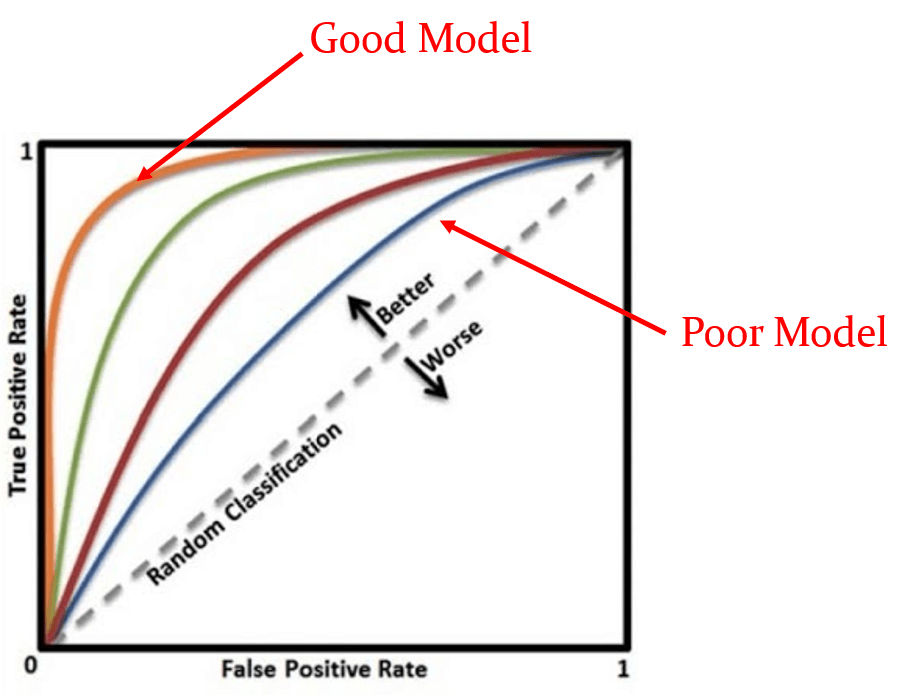 Good Model
1
True Positive Rate
Better
Worse
Poor Model
Random Classification
0
False Positive Rate
1